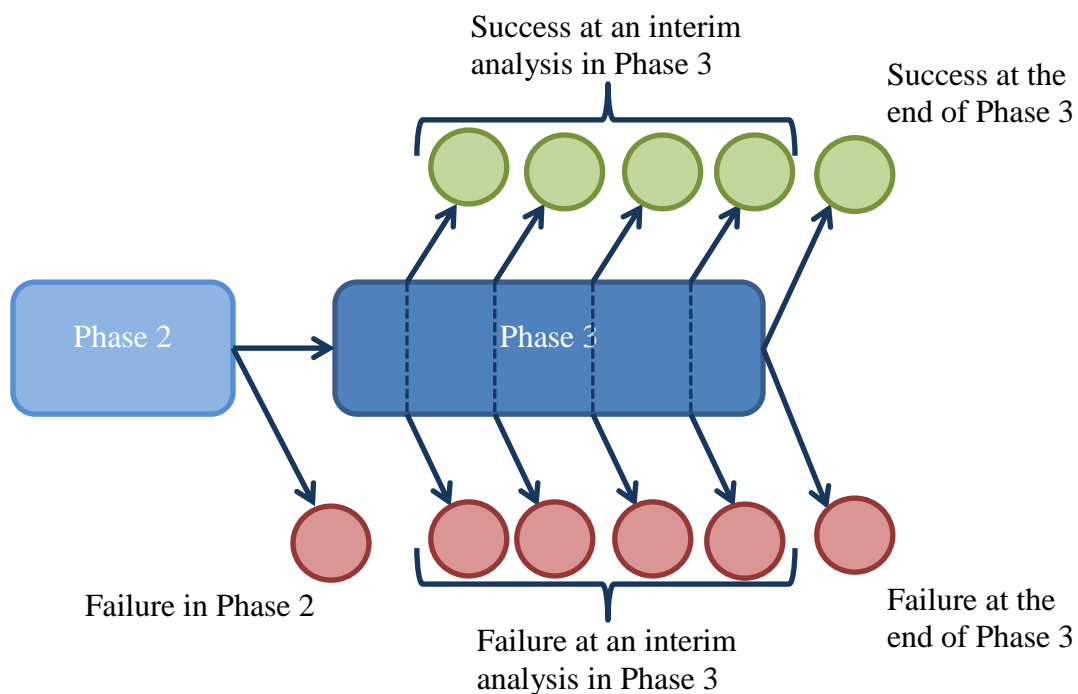 Success at an interim
analysis in Phase 3
Success at the
end of Phase 3
Phase 2
Phase 3
Failure in Phase 2
Failure at an interim
analysis in Phase 3
Failure at the
end of Phase 3